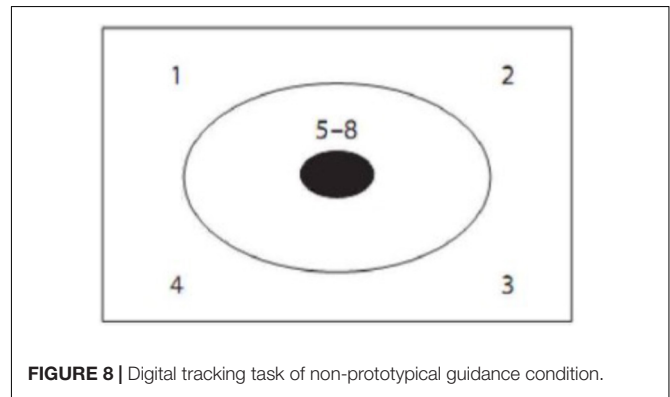 1 2
5–8
4 3
FIGURE 8 | Digital tracking task of non-prototypical guidance condition.